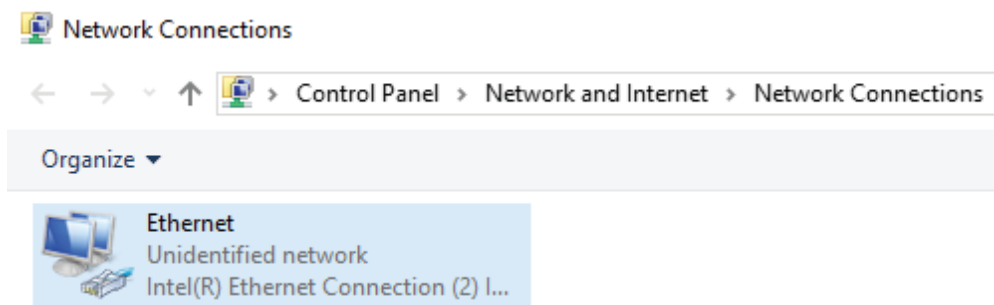 Network Connections
Control Panel > Network and Internet > Network Connections
Organize
Ethernet
Unidentified network
Intel(R) Ethernet Connection (2) I...